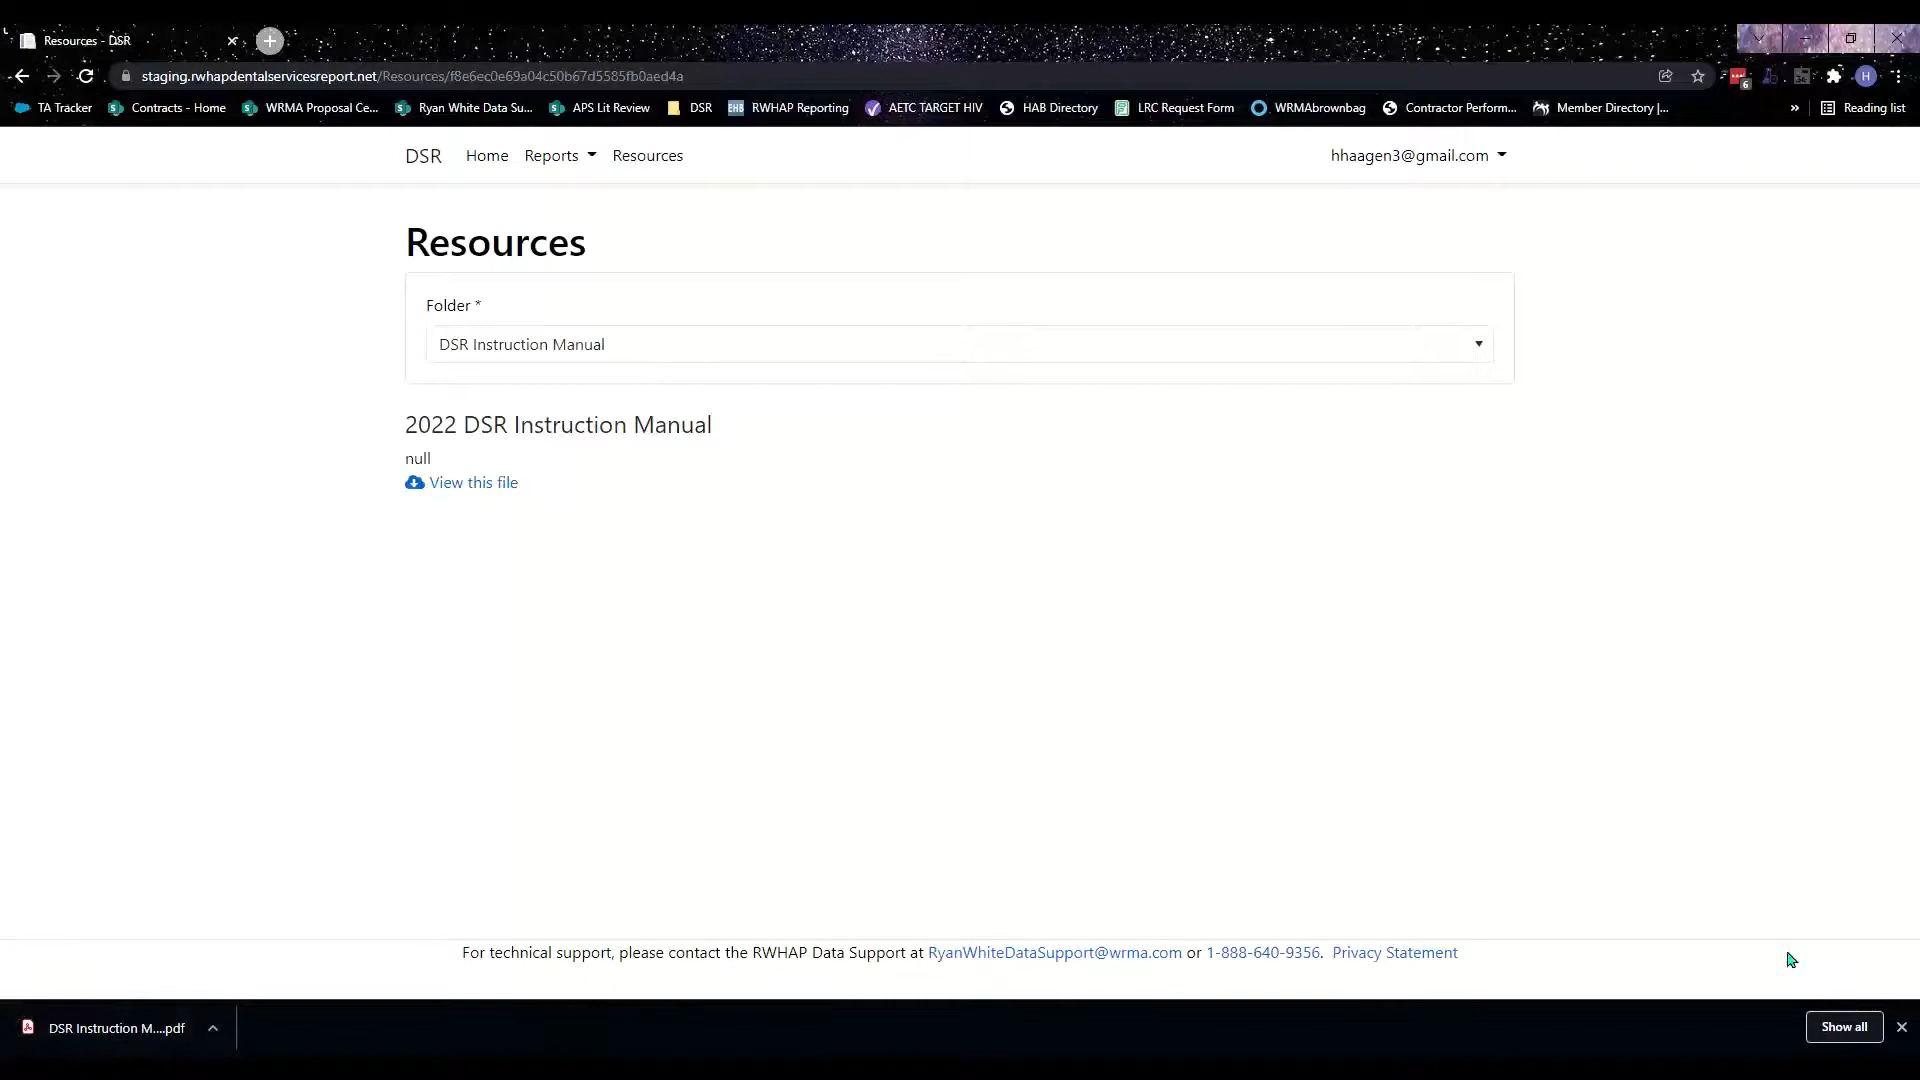 Resources - DSR
staging.rwhapdentalservicesreport.net/Resources/f8e6ec0e69a04c50b67d5585fb0aed4a
6
H
TA Tracker
Contracts - Home
WRMA Proposal Ce...
Ryan White Data Su...
APS Lit Review
DSR
EHB RWHAP Reporting
AETC TARGET HIV
HAB Directory
LRC Request Form
WRMAbrownbag
Contractor Perform...
Member Directory |...
»
Reading list
DSR Home Reports Resources hhaagen3@gmail.com
Resources
Folder *
DSR Instruction Manual
2022 DSR Instruction Manual
null
View this file
For technical support, please contact the RWHAP Data Support at RyanWhiteDataSupport@wrma.com or 1-888-640-9356. Privacy Statement
DSR Instruction M....pdf
Show all